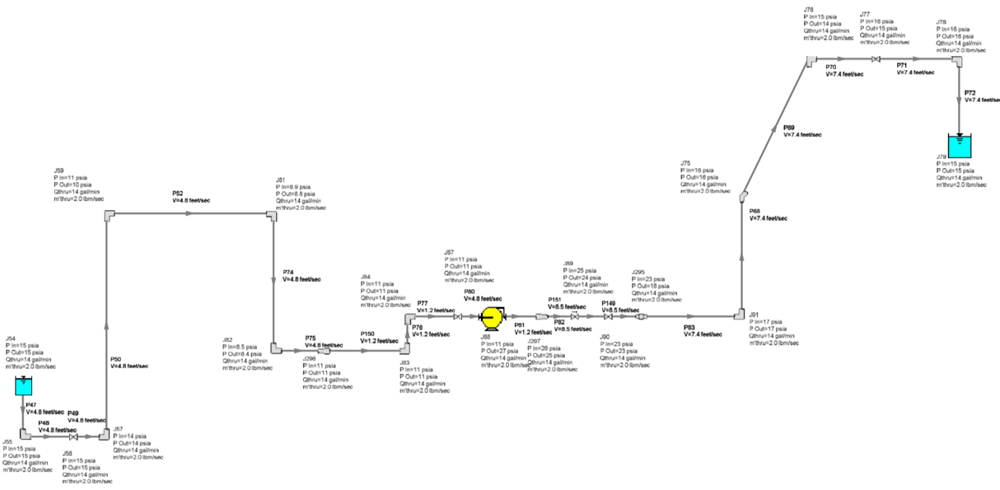 J76
P In=15 psia
P Out=14 psia
Qthru=14 gal/min
m'thru=2.0 lbm/sec
J77
P In=16 psia
P Out=15 psia
Qthru=14 gal/min
m'thru=2.0 lbm/sec
J78
P In=16 psia
P Out=16 psia
Qthru=14 gal/min
m'thru=2.0 lbm/sec
P70
V=7.4 feet/sec
P71
V=7.4 feet/sec
P72
V=7.4 feet/se
P69
V=7.4 feet/sec
J79
P In=15 psia
P Out=15 psia
Qthru=14 gal/min
m'thru=2.0 lbm/sec
J75
P In=16 psia
P Out=16 psia
Qthru=14 gal/min
m'thru=2.0 lbm/sec
P68
V=7.4 feet/sec
J59
P In=11 psia
P Out=10 psia
Qthru=14 gal/min
m'thru=2.0 lbm/sec
P52
V=4.8 feet/sec
J81
P In=8.9 psia
P Out=8.8 psia
Qthru=14 gal/min
m'thru=2.0 lbm/sec
P74
V=4.8 feet/sec
J84
P In=11 psia
P Out=11 psia
Qthru=14 gal/min
m'thru=2.0 lbm/sec
J87
P In=11 psia
P Out=11 psia
Qthru=14 gal/min
m'thru=2.0 lbm/sec
P77
V=1.2 feet/sec
P80
V=4.8 feet/sec
J89
P In=25 psia
P Out=24 psia
Qthru=14 gal/min
m'thru=2.0 lbm/sec
J295
P In=23 psia
P Out=18 psia
Qthru=14 gal/min
m'thru=2.0 lbm/sec
P151
V=8.5 feet/sec
P149
V=8.5 feet/sec
P76
V=1.2 feet/sec
P81
V=1.2 feet/sec
P82
V=8.5 feet/sec
P83
V=7.4 feet/sec
J91
P In=17 psia
P Out=17 psia
Qthru=14 gal/min
m'thru=2.0 lbm/sec
J88
P In=11 psia
P Out=27 psia
Qthru=14 gal/min
m'thru=2.0 lbm/sec
J297
P In=26 psia
P Out=25 psia
Qthru=14 gal/min
m'thru=2.0 lbm/sec
J90
P In=23 psia
P Out=23 psia
Qthru=14 gal/min
m'thru=2.0 lbm/sec
J82
P In=8.5 psia
P Out=8.4 psia
Qthru=14 gal/min
m'thru=2.0 lbm/sec
P75
V=4.8 feet/sec
P150
V=1.2 feet/sec
P In=11 psia
P Out=11 psia
Qthru=14 gal/min
m'thru=2.0 lbm/sec
J83
P In=11 psia
P Out=11 psia
Qthru=14 gal/min
m'thru=2.0 lbm/sec
J54
P In=15 psia
P Out=15 psia
Qthru=14 gal/min
m'thru=2.0 lbm/sec
P50
V=4.8 feet/sec
P47
V=4.8 feet/sec
P49
V=4.8 feet/sec
P48
V=4.8 feet/sec
J57
P In=14 psia
P Out=14 psia
Qthru=14 gal/min
m'thru=2.0 lbm/sec
J55
P In=15 psia
P Out=15 psia
Qthru=14 gal/min
m'thru=2.0 lbm/sec
J56
P In=15 psia
P Out=15 psia
Qthru=14 gal/min
m'thru=2.0 lbm/sec